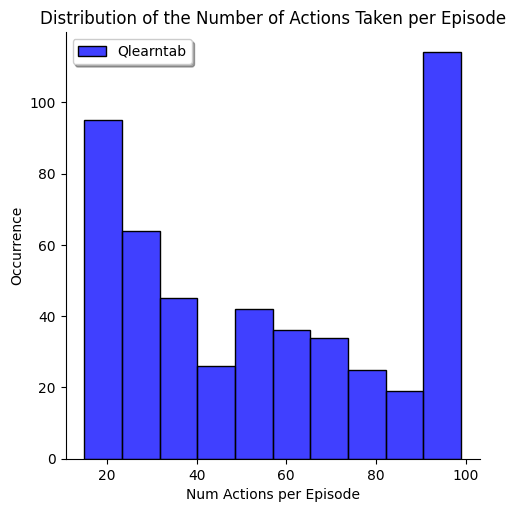 Distribution of the Number of Actions Taken per Episode
Qlearntab
100
80
60
40
20
0
Occurrence
20 40 60 80 100
Num Actions per Episode